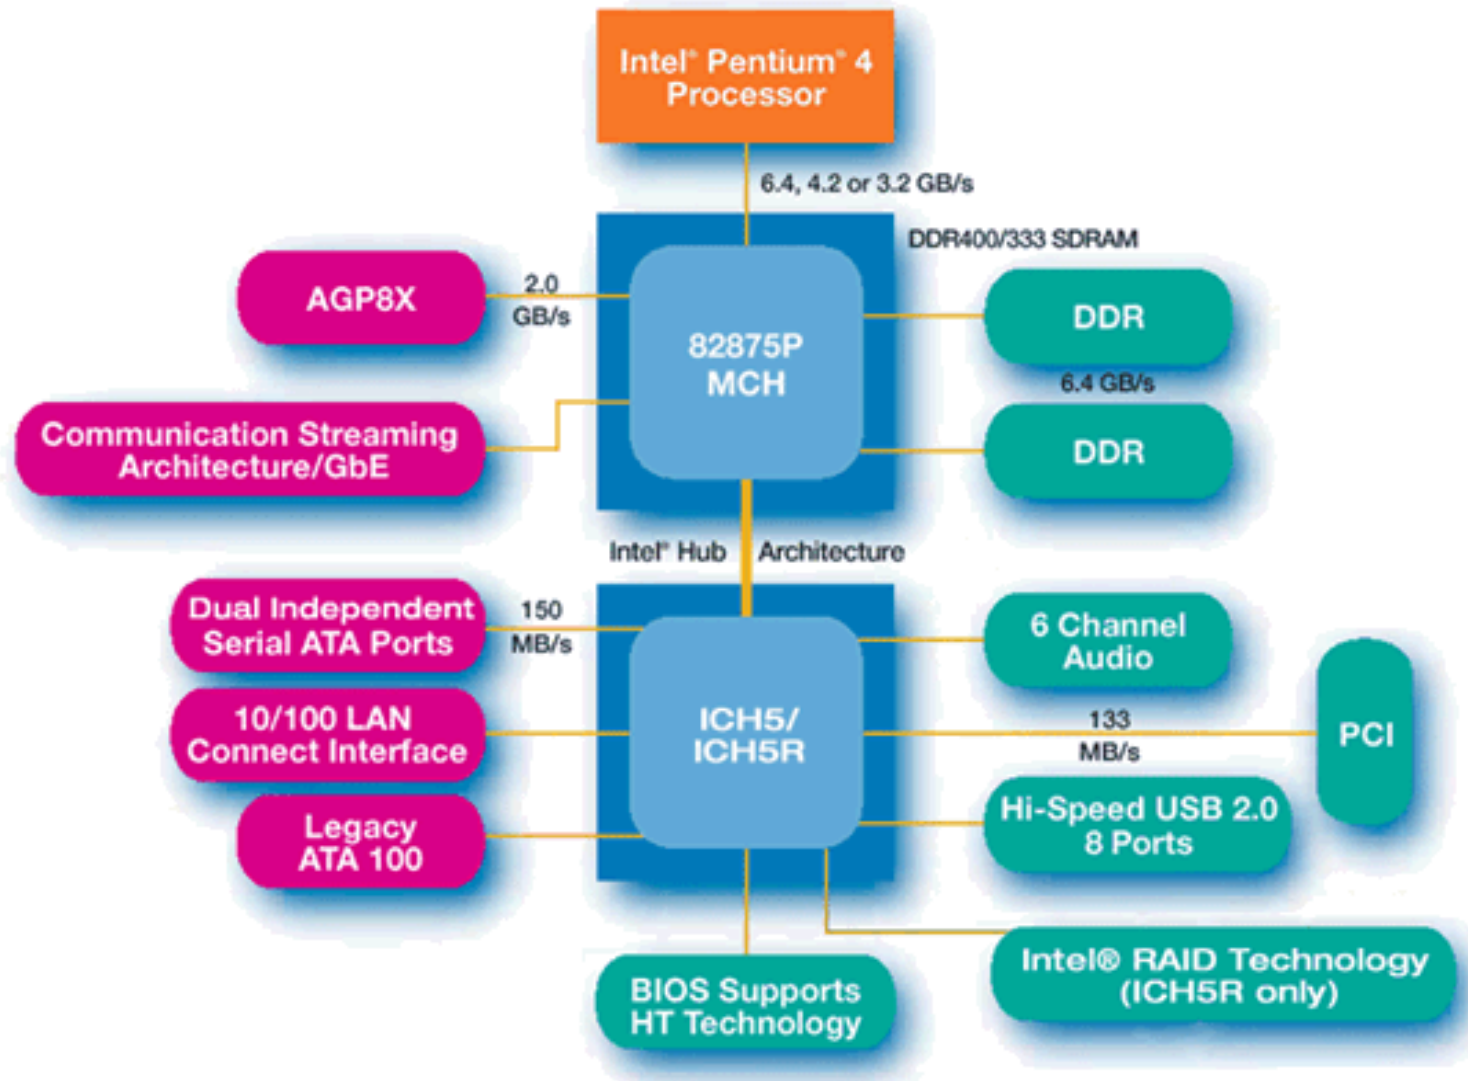 Intel® Pentium® 4
Processor
6.4, 4.2 or 3.2 GB/s
DDR400/333 SDRAM
AGP8X
2.0
GB/s
82875P
MCH
DDR
6.4 GB/s
DDR
Communication Streaming
Architecture/GbE
Intel® Hub Architecture
Dual Independent
Serial ATA Ports
150
MB/s
6 Channel
Audio
10/100 LAN
Connect Interface
ICH5/
ICH5R
133
MB/s
PCI
Legacy
ATA 100
Hi-Speed USB 2.0
8 Ports
BIOS Supports
HT Technology
Intel® RAID Technology
(ICH5R only)